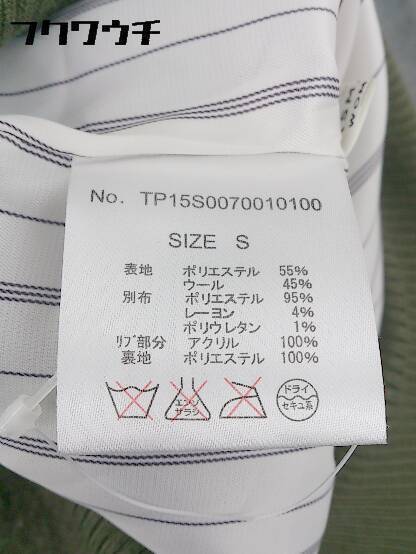 フクワウチ
No. TP15S0070010100
SIZE S
表地 ポリエステル 55%
ウール 45%
別布 ポリエステル 95%
レーヨン 4%
ポリウレタン 1%
ﾘﾌﾞ部分 アクリル 100%
裏地 ポリエステル 100%
エンソ サラシ
ドライ
セキユ系